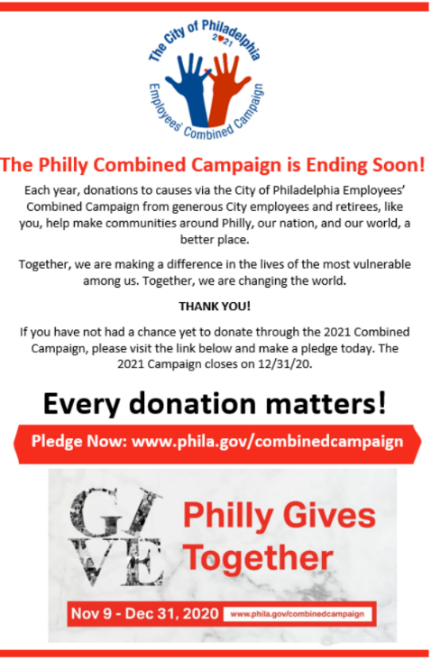 The City of Philadelphia
2 21
Employees' Combined Campaign
The Philly Combined Campaign is Ending Soon!
Each year, donations to causes via the City of Philadelphia Employees'
Combined Campaign from generous City employees and retirees, like
you, help make communities around Philly, our nation, and our world, a
better place.
Together, we are making a difference in the lives of the most vulnerable
among us. Together, we are changing the world.
THANK YOU!
If you have not had a chance yet to donate through the 2021 Combined
Campaign, please visit the link below and make a pledge today. The
2021 Campaign closes on 12/31/20.
Every donation matters!
Pledge Now: www.phila.gov/combinedcampaign
GI
VE
Philly Gives
Together
Nov 9 - Dec 31, 2020 www.phila.gov/combinedcampaign